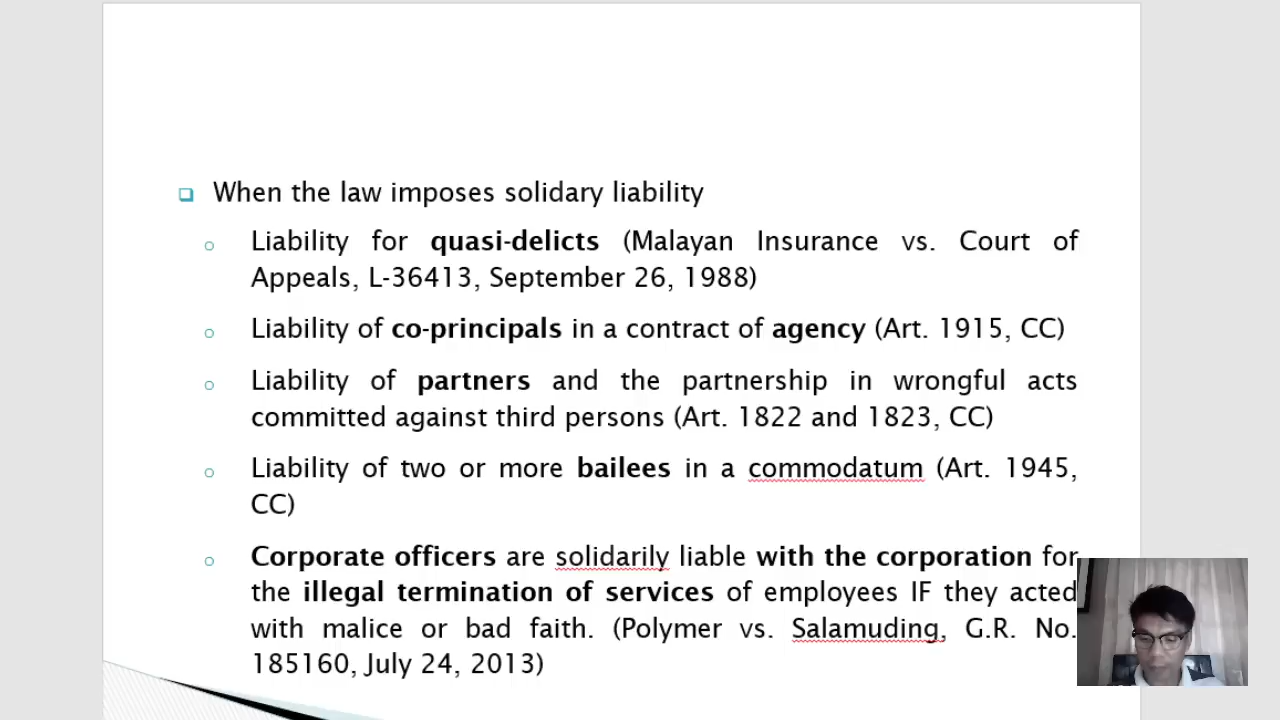 When the law imposes solidary liability
Liability for quasi-delicts (Malayan Insurance vs. Court of
Appeals, L-36413, September 26, 1988)
Liability of co-principals in a contract of agency (Art. 1915, CC)
Liability of partners and the partnership in wrongful acts
committed against third persons (Art. 1822 and 1823, CC)
Liability of two or more bailees in a commodatum (Art. 1945,
CC)
Corporate officers are solidarily liable with the corporation for
the illegal termination of services of employees IF they acted
with malice or bad faith. (Polymer vs. Salamuding, G.R. No.
185160, July 24, 2013)